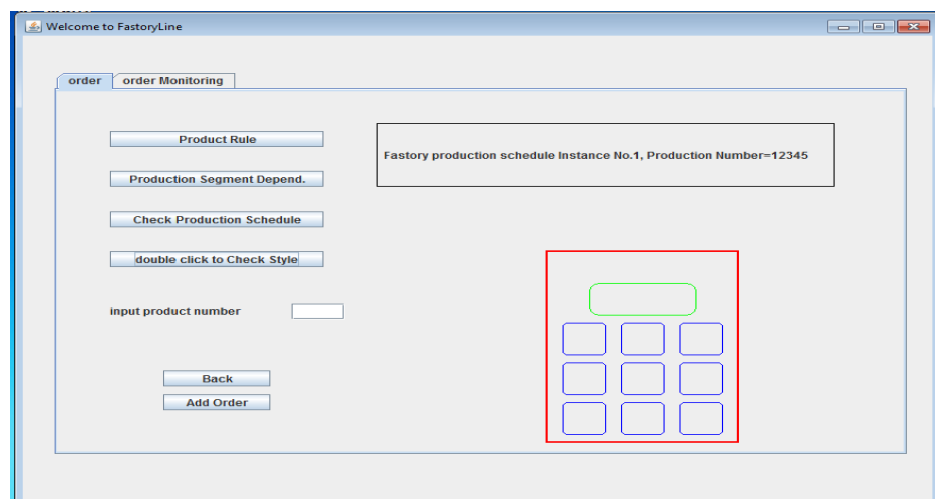 Welcome to FastoryLine
order order Monitoring
Product Rule
Fastory production schedule Instance No.1, Production Number=12345
Production Segment Depend.
Check Production Schedule
double click to Check Style
input product number
Back
Add Order